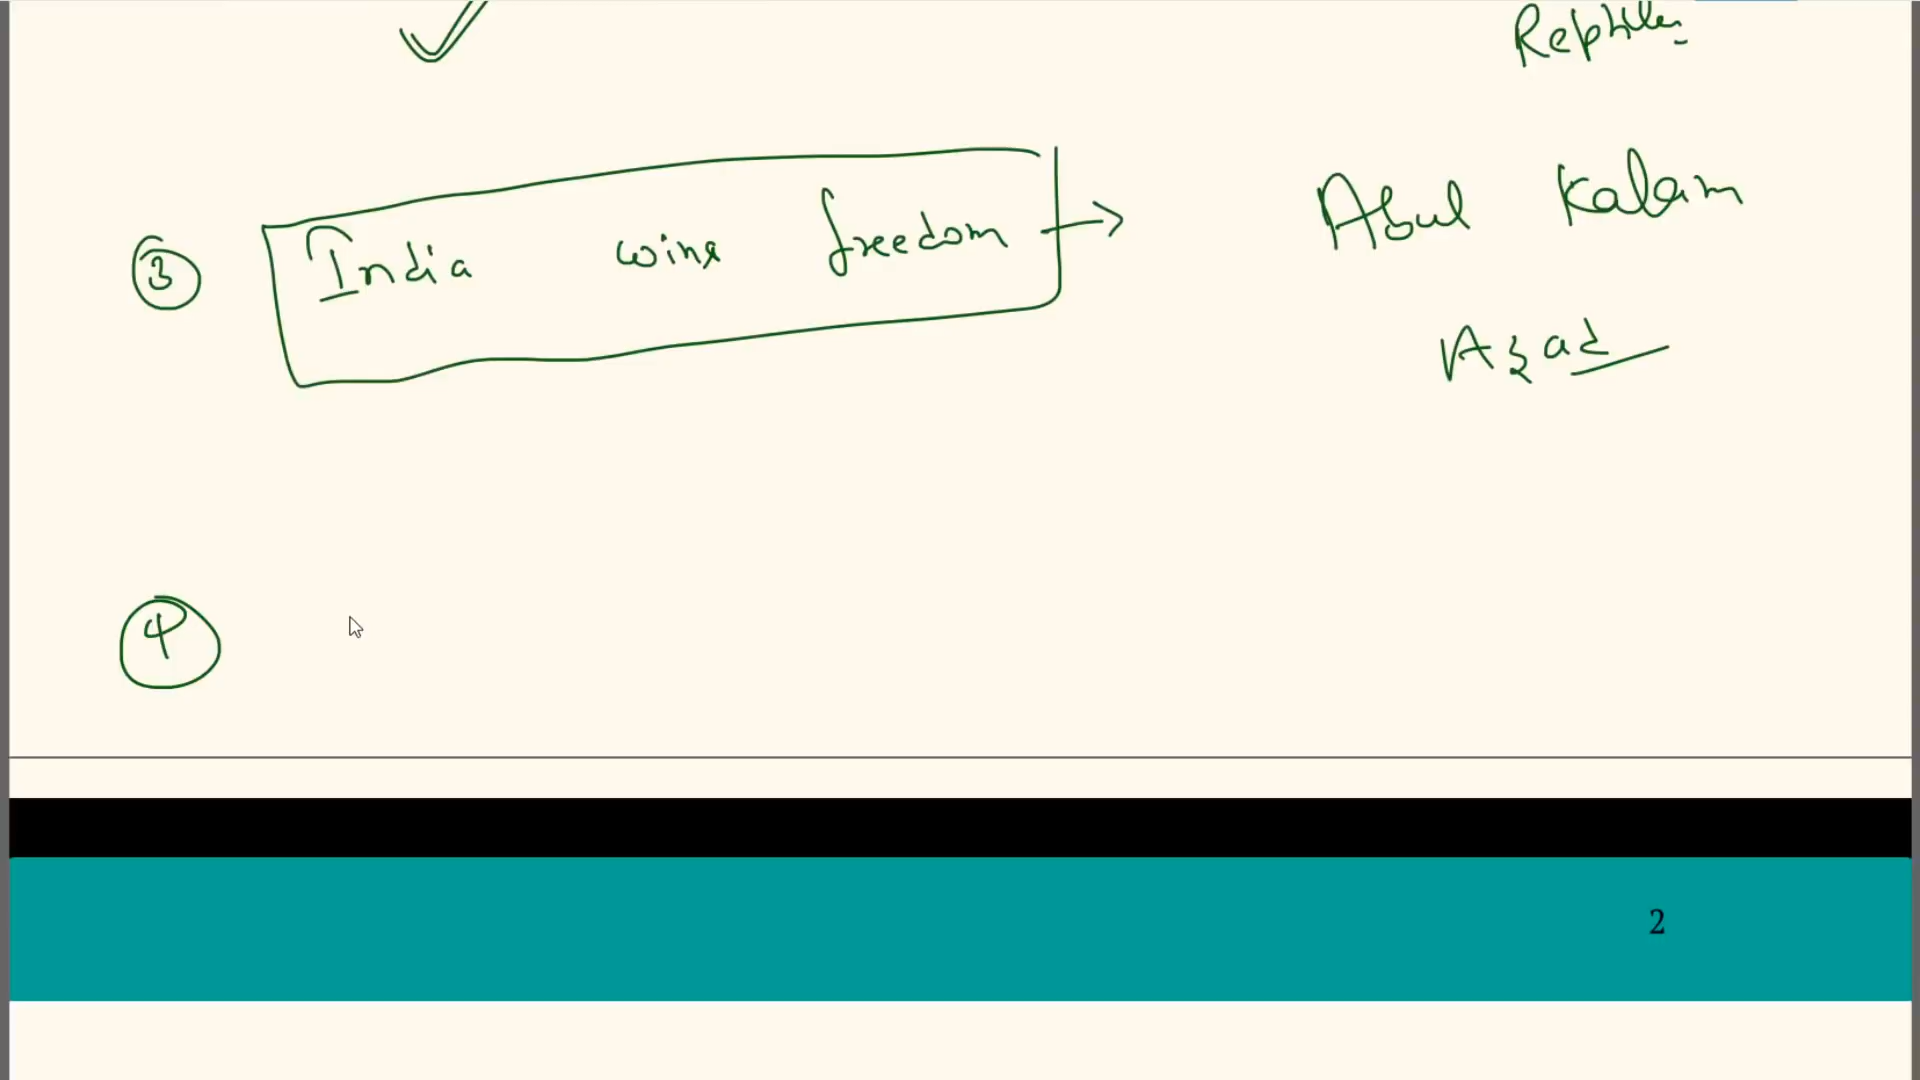 Reptiles
③ India wins freedom → Abul Kalam
Azad
④
2